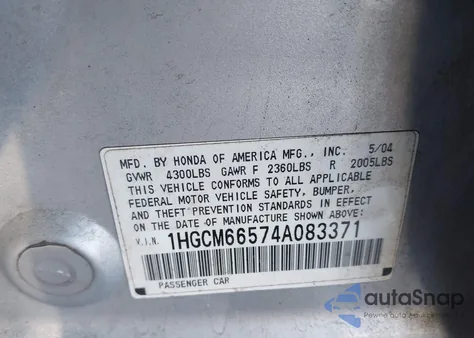 MFD. BY HONDA OF AMERICA MFG., INC. 5/04
GVWR 4300LBS GAWR F 2360LBS R 2005LBS
THIS VEHICLE CONFORMS TO ALL APPLICABLE
FEDERAL MOTOR VEHICLE SAFETY, BUMPER,
AND THEFT PREVENTION STANDARDS IN EFFECT
ON THE DATE OF MANUFACTURE SHOWN ABOVE.
V.I.N. 1HGCM66574A083371
PASSENGER CAR
autoSnap
Pewne auta z